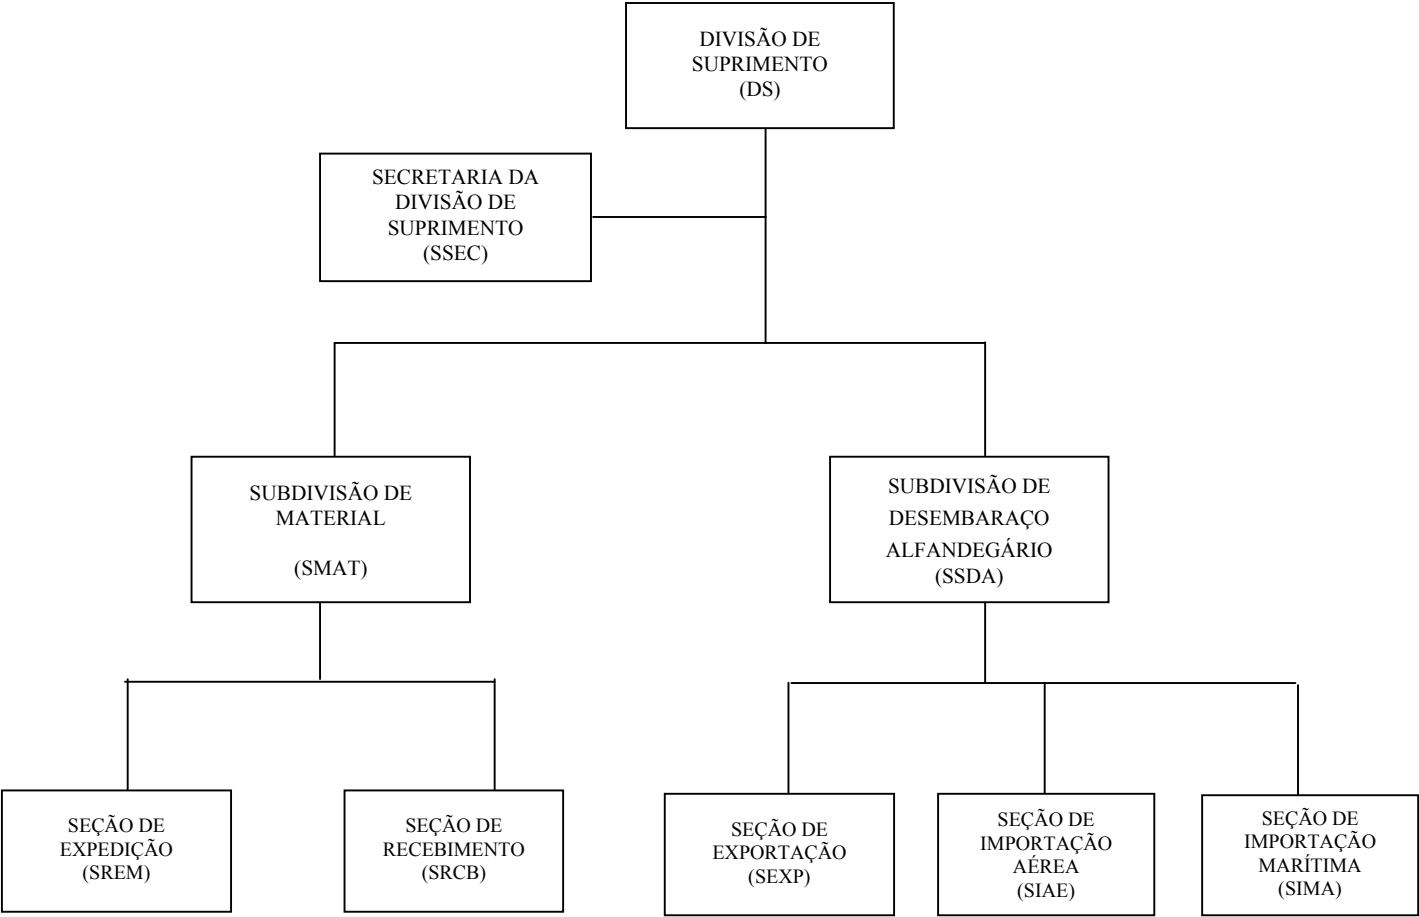 DIVISÃO DE
SUPRIMENTO
(DS)
SECRETARIA DA
DIVISÃO DE
SUPRIMENTO
(SSEC)
SUBDIVISÃO DE
MATERIAL
(SMAT)
SUBDIVISÃO DE
DESEMBARAÇO
ALFANDEGÁRIO
(SSDA)
SEÇÃO DE
EXPEDIÇÃO
(SREM)
SEÇÃO DE
RECEBIMENTO
(SRCB)
SEÇÃO DE
EXPORTAÇÃO
(SEXP)
SEÇÃO DE
IMPORTAÇÃO
AÉREA
(SIAE)
SEÇÃO DE
IMPORTAÇÃO
MARÍTIMA
(SIMA)